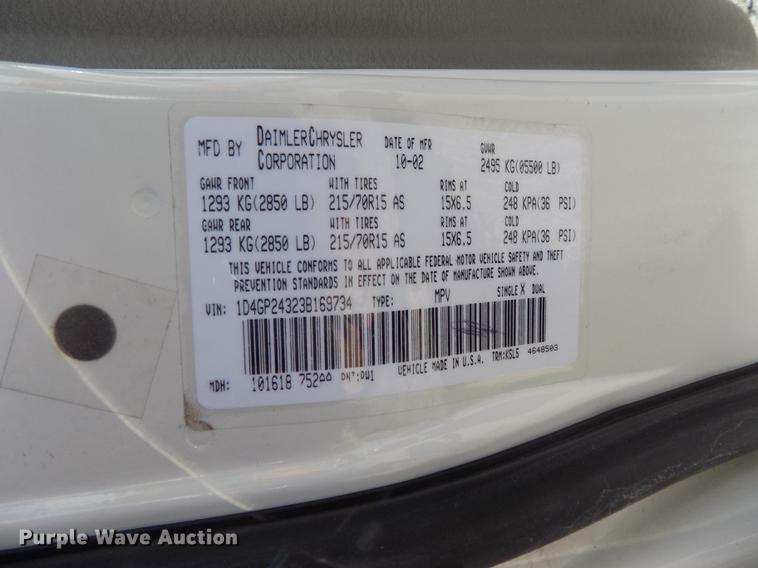 MFD BY DAIMLERCHRYSLER CORPORATION DATE OF MFR 10-02 GVWR 2495 KG(05500 LB)
GAWR FRONT WITH TIRES RIMS AT COLD
1293 KG(2850 LB) 215/70R15 AS 15X6.5 248 KPA(36 PSI)
GAWR REAR WITH TIRES RIMS AT COLD
1293 KG(2850 LB) 215/70R15 AS 15X6.5 248 KPA(36 PSI)
THIS VEHICLE CONFORMS TO ALL APPLICABLE FEDERAL MOTOR VEHICLE SAFETY AND THEFT
PREVENTION STANDARDS IN EFFECT ON THE DATE OF MANUFACTURE SHOWN ABOVE.
VIN: 1D4GP24323B169734 TYPE: MPV SINGLE X DUAL
MDH: 101618 VEHICLE MADE IN U.S.A. TRM:K5L5 4648503
Purple Wave Auction